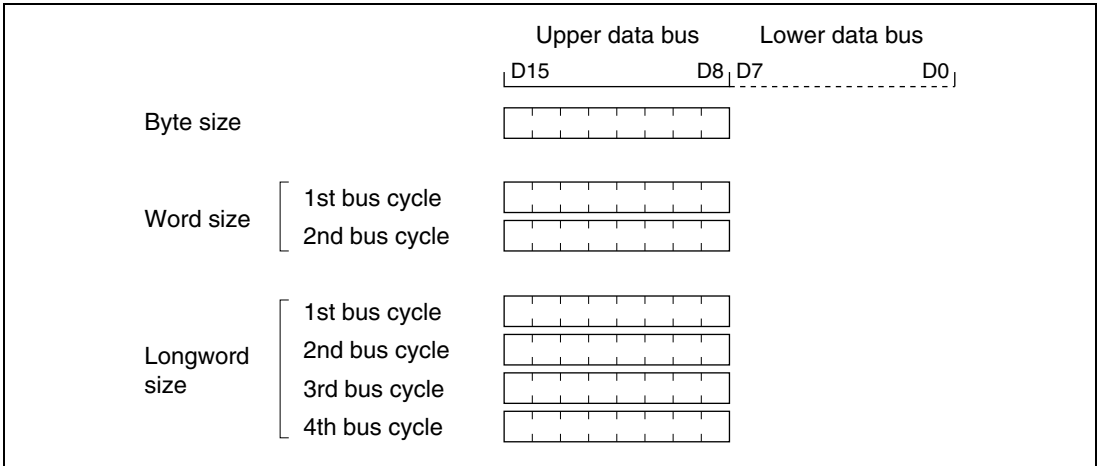 Upper data bus Lower data bus
D15 D8 D7 D0
Byte size
Word size
1st bus cycle
2nd bus cycle
Longword
size
1st bus cycle
2nd bus cycle
3rd bus cycle
4th bus cycle